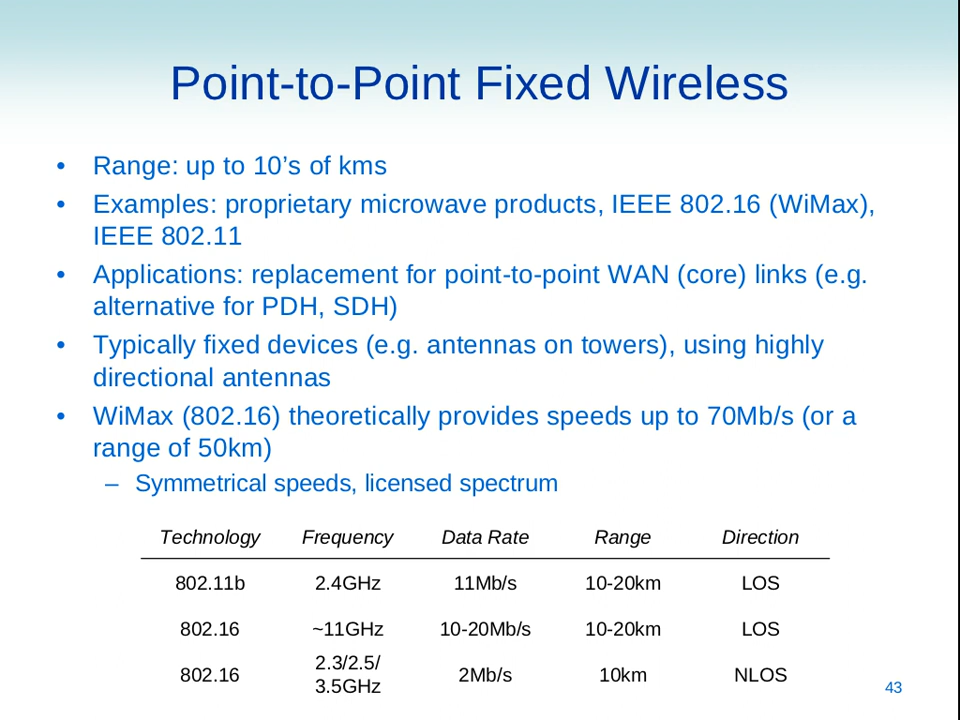 Point-to-Point Fixed Wireless
• Range: up to 10’s of kms
• Examples: proprietary microwave products, IEEE 802.16 (WiMax),
IEEE 802.11
• Applications: replacement for point-to-point WAN (core) links (e.g.
alternative for PDH, SDH)
• Typically fixed devices (e.g. antennas on towers), using highly
directional antennas
• WiMax (802.16) theoretically provides speeds up to 70Mb/s (or a
range of 50km)
– Symmetrical speeds, licensed spectrum
Technology Frequency Data Rate Range Direction
802.11b 2.4GHz 11Mb/s 10-20km LOS
802.16 ~11GHz 10-20Mb/s 10-20km LOS
802.16 2.3/2.5/ 2Mb/s 10km NLOS
3.5GHz
43